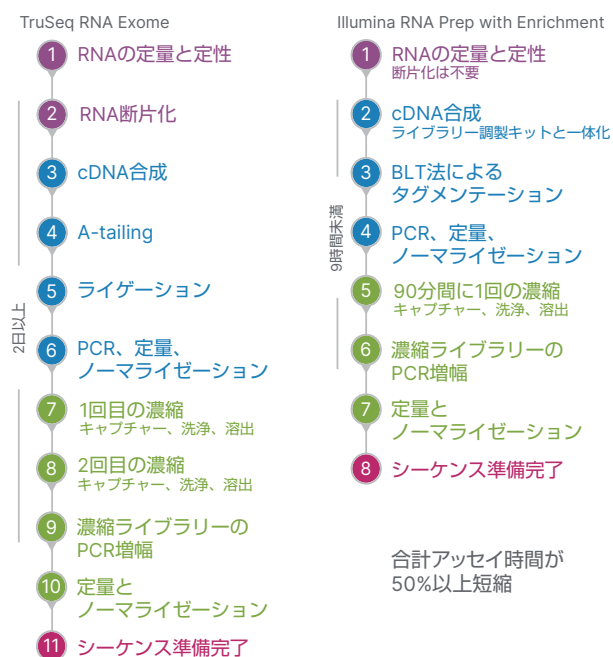 TruSeq RNA Exome
1
RNAの定量と定性
2
RNA断片化
3
cDNA合成
4
A-tailing
5
ライゲーション
6
PCR、定量、
ノーマライゼーション
7
1回目の濃縮
キャプチャー、洗浄、溶出
8
2回目の濃縮
キャプチャー、洗浄、溶出
9
濃縮ライブラリーの
PCR増幅
10
定量と
ノーマライゼーション
11
シーケンス準備完了
2日以上
Illumina RNA Prep with Enrichment
1
RNAの定量と定性
断片化は不要
2
cDNA合成
ライブラリー調製キットと一体化
3
BLT法による
タグメンテーション
4
PCR、定量、
ノーマライゼーション
5
90分間に1回の濃縮
キャプチャー、洗浄、溶出
6
濃縮ライブラリーの
PCR増幅
7
定量と
ノーマライゼーション
8
シーケンス準備完了
9時間未満
合計アッセイ時間が
50%以上短縮